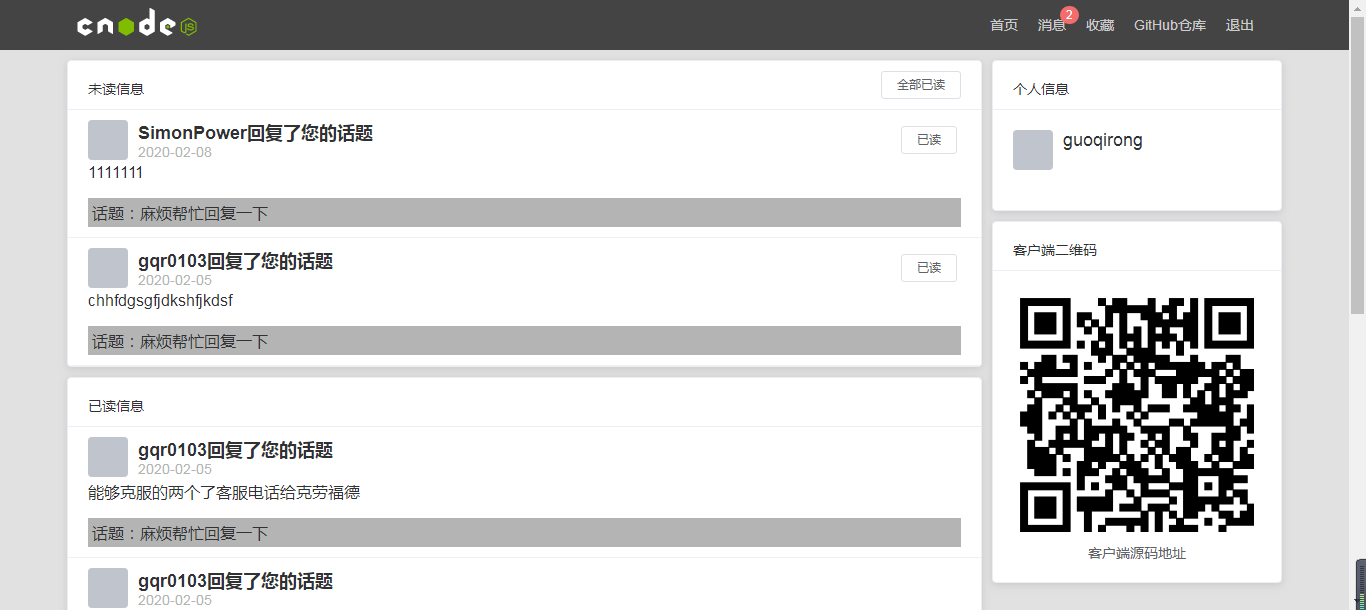 cnode JS
首页 消息 2 收藏 GitHub仓库 退出
未读信息
全部已读
SimonPower回复了您的话题
已读
2020-02-08
1111111
话题：麻烦帮忙回复一下
gqr0103回复了您的话题
已读
2020-02-05
chhfdgsgfjdkshfjkdsf
话题：麻烦帮忙回复一下
已读信息
gqr0103回复了您的话题
2020-02-05
能够克服的两个了客服电话给克劳福德
话题：麻烦帮忙回复一下
gqr0103回复了您的话题
2020-02-05
个人信息
guoqirong
客户端二维码
客户端源码地址